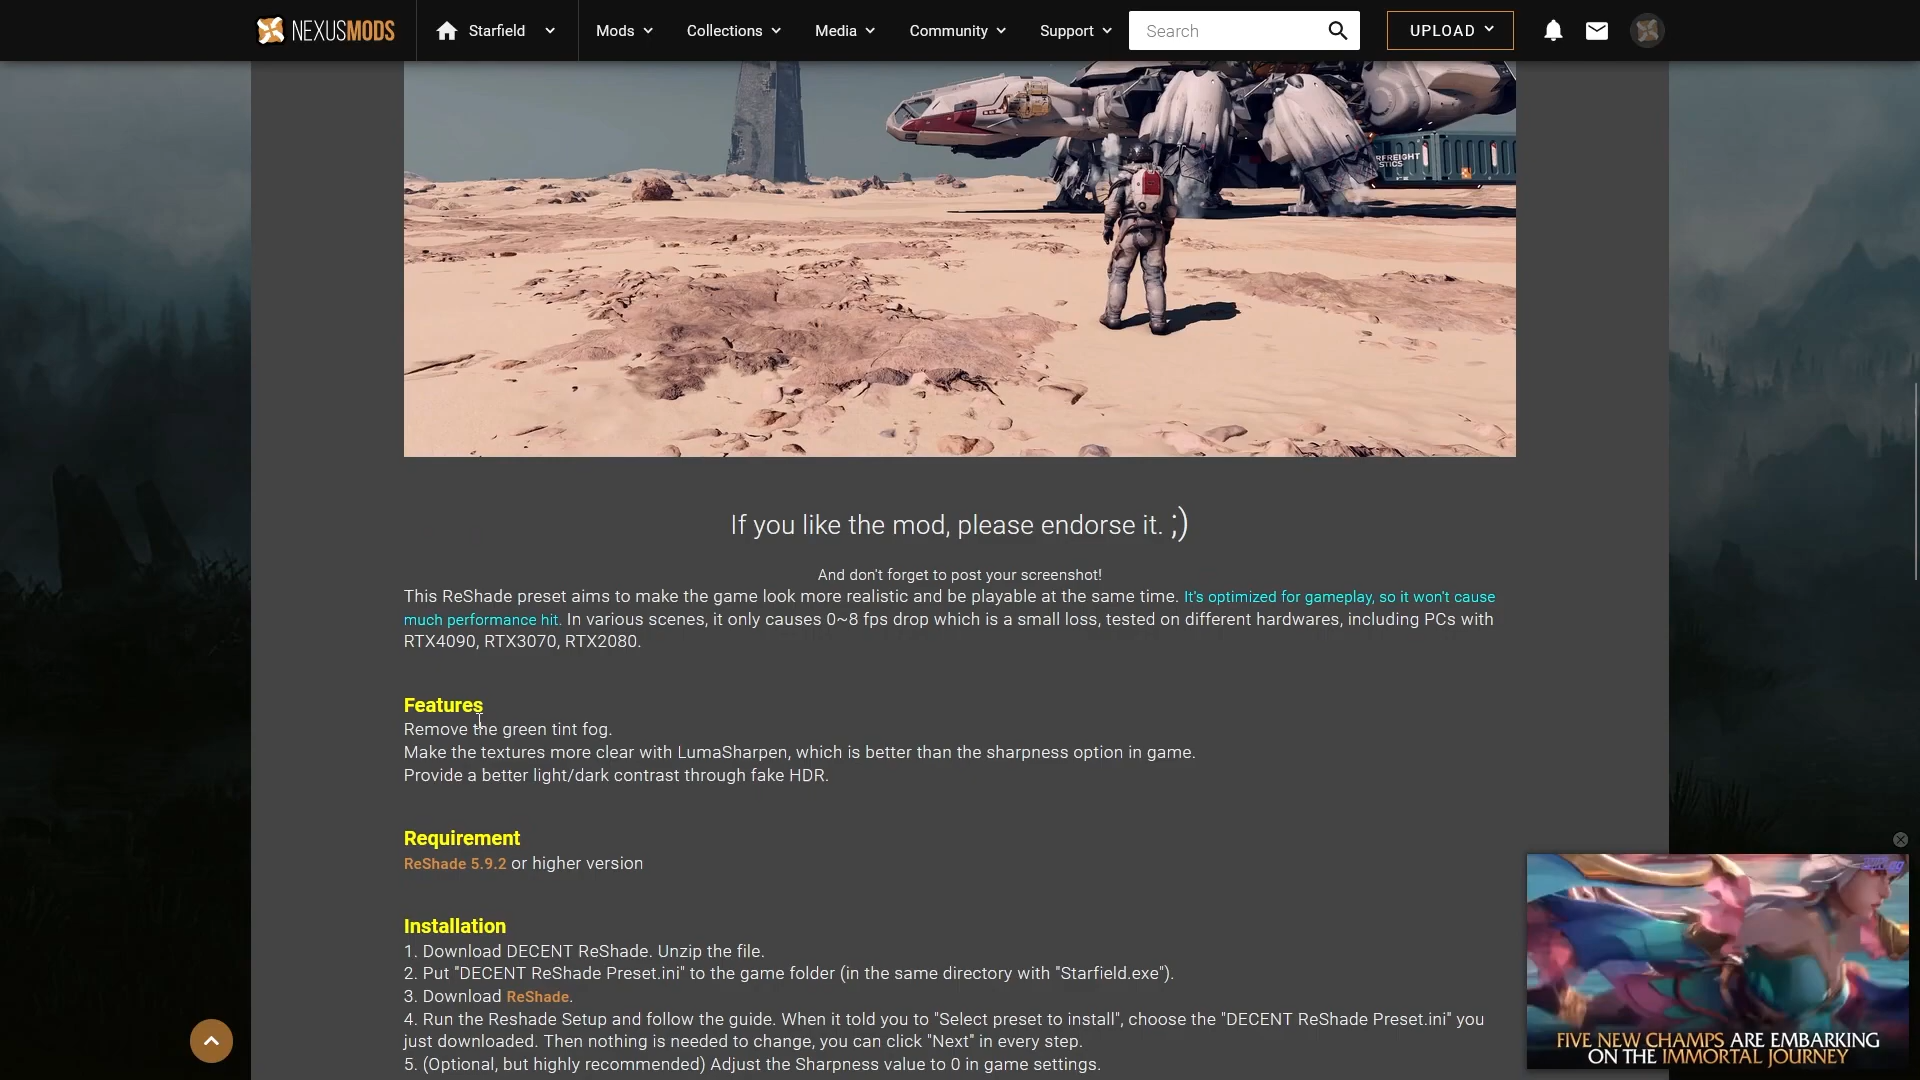 NEXUSMODS Starfield Mods Collections Media Community Support Search UPLOAD
RFREIGHT
STICS
If you like the mod, please endorse it. ;)
And don't forget to post your screenshot!
This ReShade preset aims to make the game look more realistic and be playable at the same time. It's optimized for gameplay, so it won't cause
much performance hit. In various scenes, it only causes 0~8 fps drop which is a small loss, tested on different hardwares, including PCs with
RTX4090, RTX3070, RTX2080.
Features
Remove the green tint fog.
Make the textures more clear with LumaSharpen, which is better than the sharpness option in game.
Provide a better light/dark contrast through fake HDR.
Requirement
ReShade 5.9.2 or higher version
Installation
1. Download DECENT ReShade. Unzip the file.
2. Put "DECENT ReShade Preset.ini" to the game folder (in the same directory with "Starfield.exe").
3. Download ReShade.
4. Run the Reshade Setup and follow the guide. When it told you to "Select preset to install", choose the "DECENT ReShade Preset.ini" you
just downloaded. Then nothing is needed to change, you can click "Next" in every step.
5. (Optional, but highly recommended) Adjust the Sharpness value to 0 in game settings.
FIVE NEW CHAMPS ARE EMBARKING
ON THE IMMORTAL JOURNEY